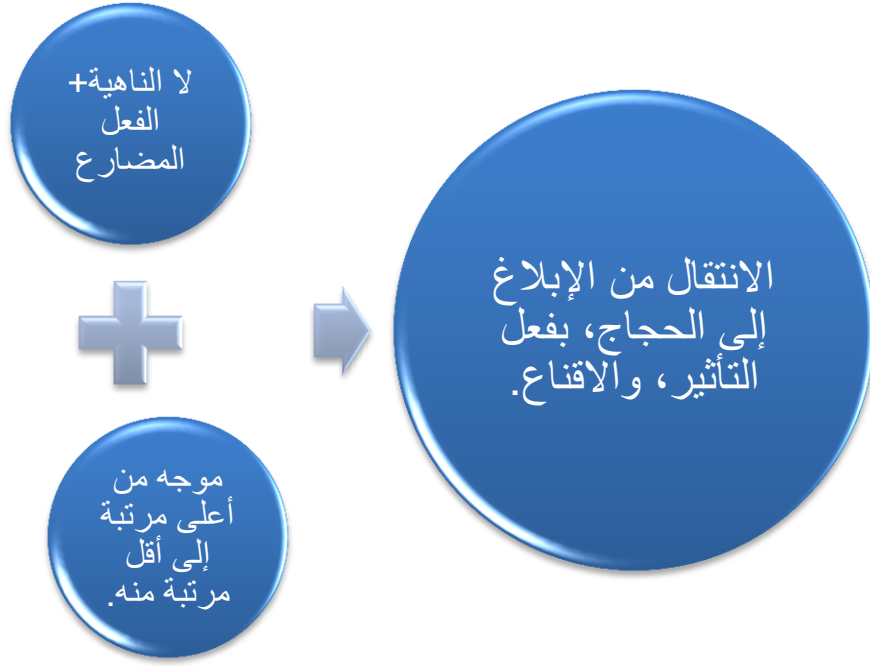 لا الناهية+
الفعل
المضارع
موجه من
أعلى مرتبة
إلى أقل
مرتبة منه.
الانتقال من الإبلاغ
إلى الحجاج، بفعل
التأثير، والاقناع.